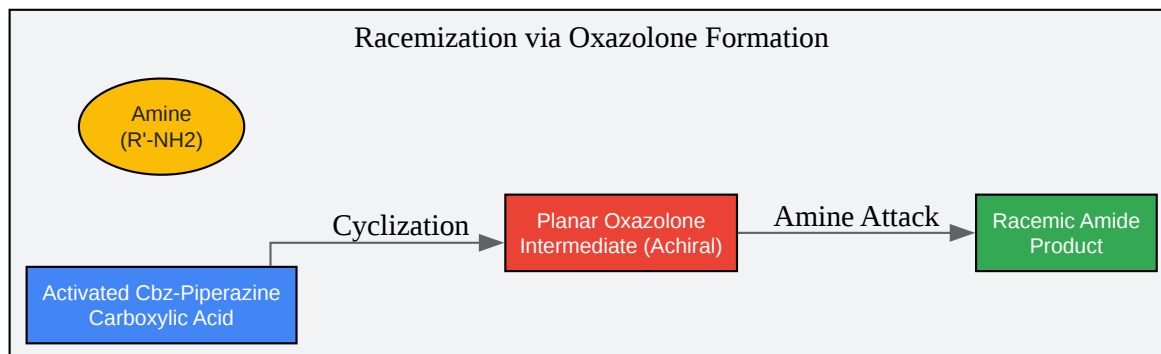 Racemization via Oxazolone Formation
Amine
(R'-NH2)
Cyclization
Planar Oxazolone
Intermediate (Achiral)
Amine Attack
Racemic Amide
Product
Activated Cbz-Piperazine
Carboxylic Acid